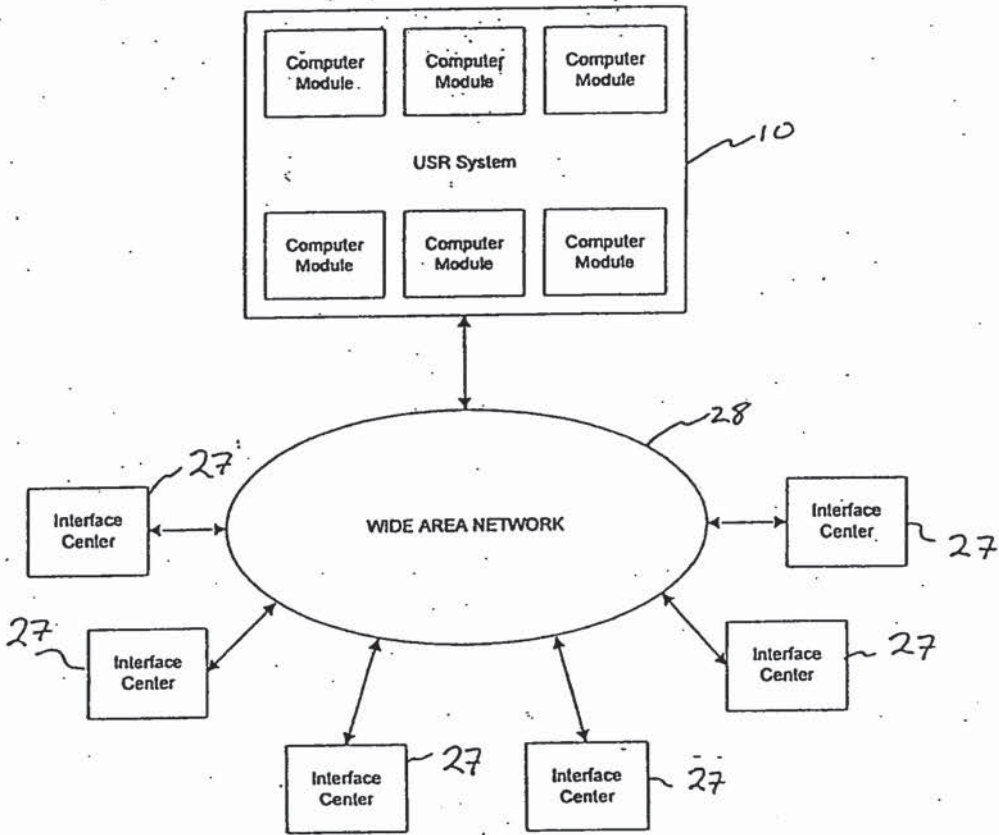 Computer Module
Computer Module
Computer Module
10
USR System
Computer Module
Computer Module
Computer Module
28
27
Interface Center
WIDE AREA NETWORK
Interface Center
27
27
Interface Center
Interface Center
27
Interface Center
27
Interface Center
27